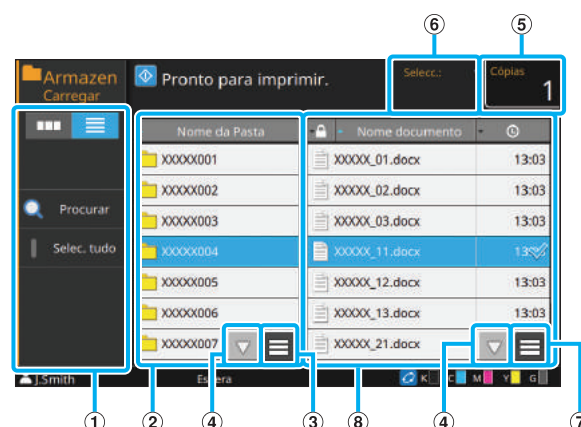 ⑥ ⑤
Armazen
Carregar
Pronto para imprimir.
Selecc.:
Cópias
1
Nome da Pasta
Nome documento
XXXXX001
XXXXX_01.docx 13:03
XXXXX002
XXXXX_02.docx 13:03
Procurar
XXXXX003
XXXXX_03.docx 13:03
Selec. tudo
XXXXX004
XXXXX_11.docx
XXXXX005
XXXXX_12.docx 13:03
XXXXX006
XXXXX_13.docx 13:03
XXXXX007
XXXXX_21.docx
J.Smith
Espera
K C M Y G
① ② ④ ③ ⑧ ④ ⑦